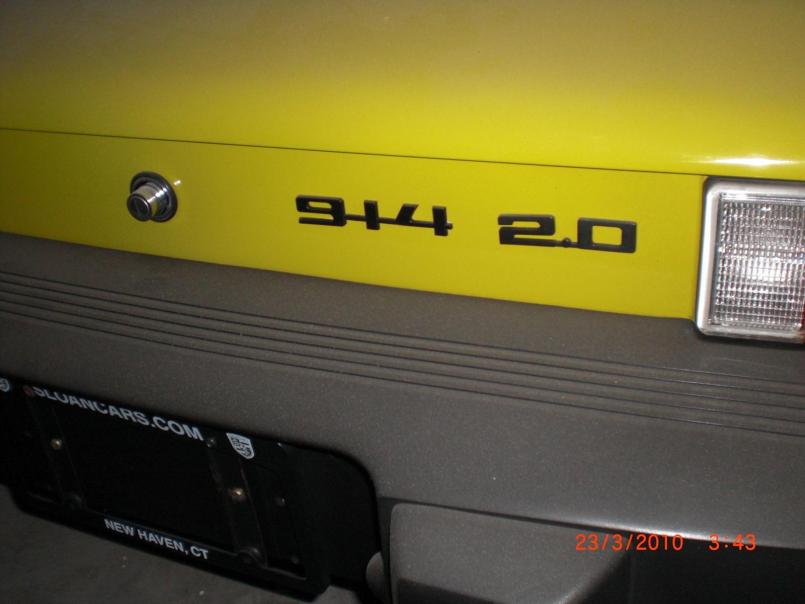 914 2.0
SLOANCARS.COM
NEW HAVEN, CT
23/3/2010 3:43